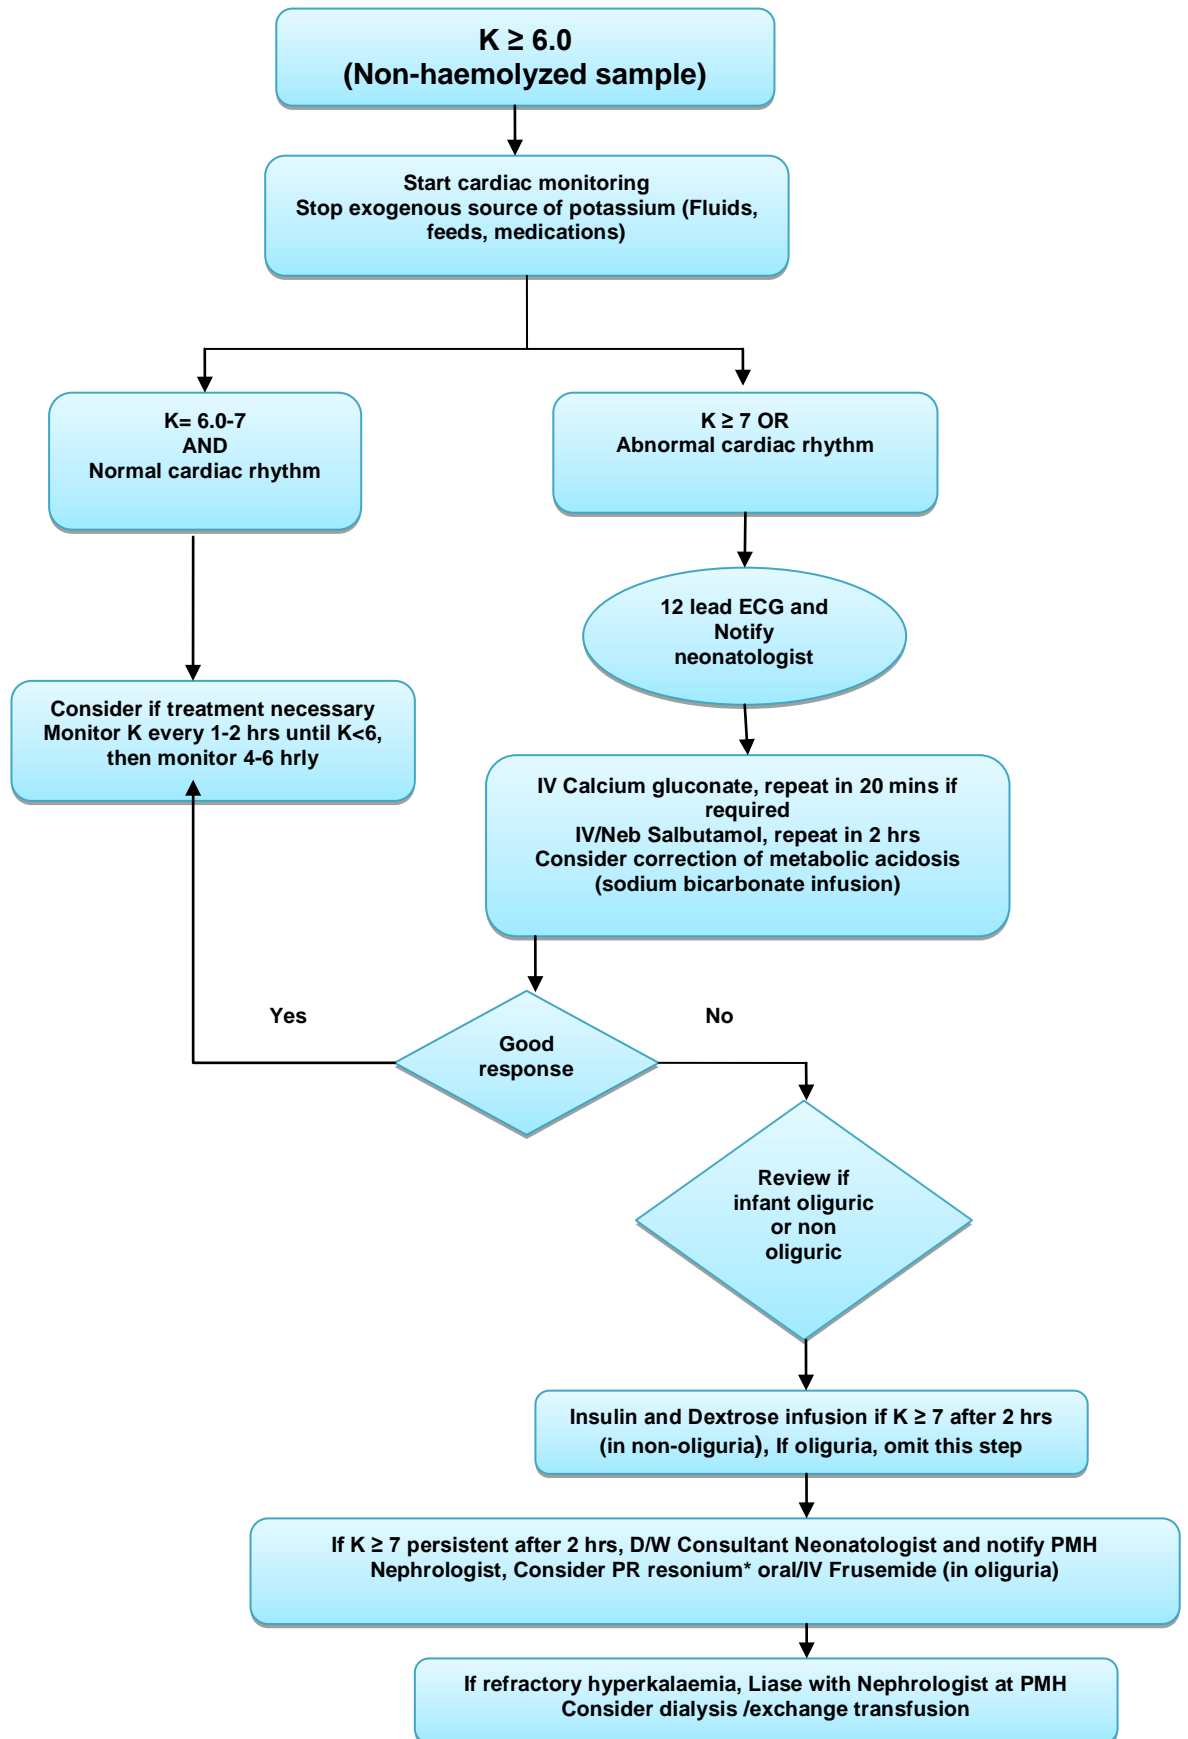 K ≥ 6.0
(Non-haemolyzed sample)
Start cardiac monitoring
Stop exogenous source of potassium (Fluids,
feeds, medications)
K= 6.0-7
AND
Normal cardiac rhythm
K ≥ 7 OR
Abnormal cardiac rhythm
12 lead ECG and
Notify
neonatologist
Consider if treatment necessary
Monitor K every 1-2 hrs until K<6,
then monitor 4-6 hrly
IV Calcium gluconate, repeat in 20 mins if
required
IV/Neb Salbutamol, repeat in 2 hrs
Consider correction of metabolic acidosis
(sodium bicarbonate infusion)
Yes
No
Good
response
Review if
infant oliguric
or non
oliguric
Insulin and Dextrose infusion if K ≥ 7 after 2 hrs
(in non-oliguria), If oliguria, omit this step
If K ≥ 7 persistent after 2 hrs, D/W Consultant Neonatologist and notify PMH
Nephrologist, Consider PR resonium* oral/IV Frusemide (in oliguria)
If refractory hyperkalaemia, Liase with Nephrologist at PMH
Consider dialysis /exchange transfusion